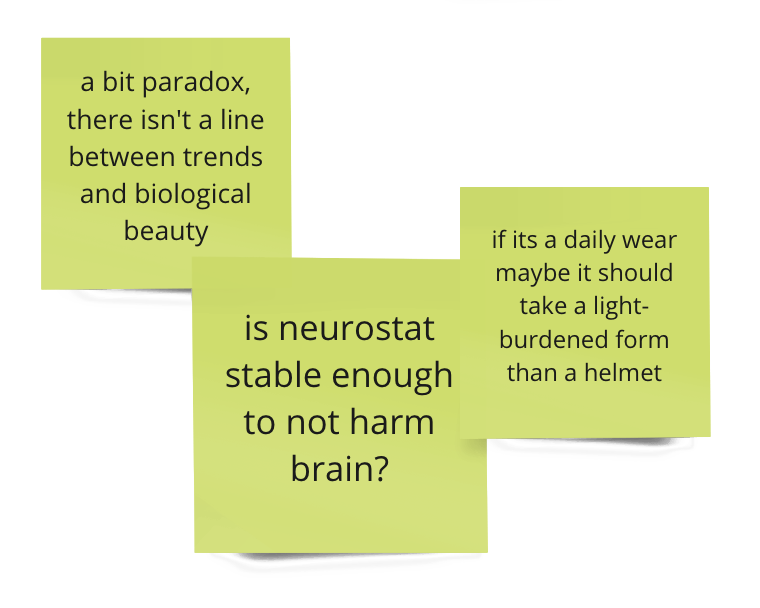 a bit paradox,
there isn't a line
between trends
and biological
beauty
is neurostat
stable enough
to not harm
brain?
if its a daily wear
maybe it should
take a light-
burdened form
than a helmet